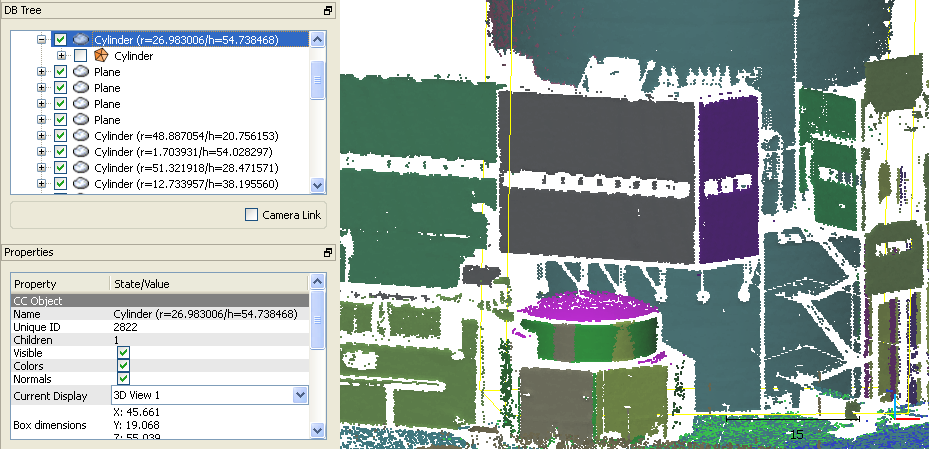 DB Tree
Cylinder (r=26.983006/h=54.738468)
Cylinder
Plane
Plane
Plane
Plane
Cylinder (r=48.887054/h=20.756153)
Cylinder (r=1.703931/h=54.028297)
Cylinder (r=51.321918/h=28.471571)
Cylinder (r=12.733957/h=38.195560)
Camera Link
Properties
Property State/Value
CC Object
Name Cylinder (r=26.983006/h=54.738468)
Unique ID 2822
Children 1
Visible
Colors
Normals
Current Display 3D View 1
Box dimensions X: 45.661
Y: 19.068
Z: 55.039
15